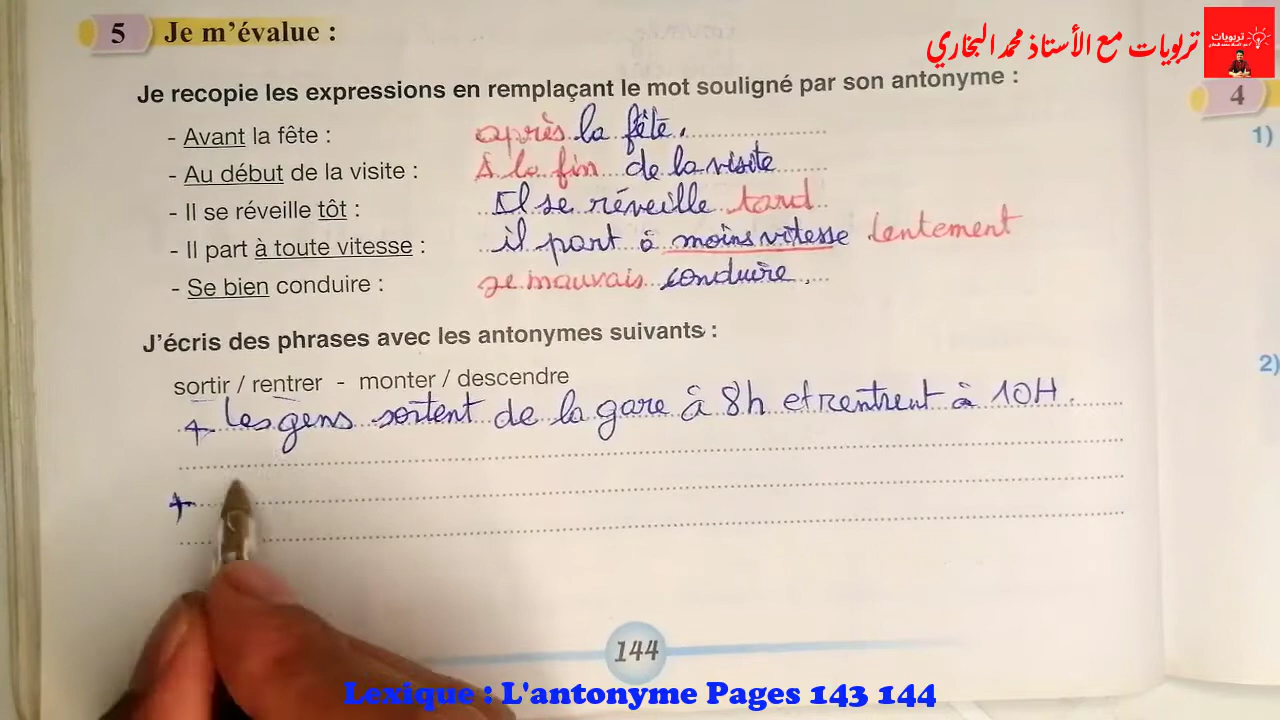 5 Je m'évalue :
تربويات مع الأستاذ محمد البخاري
تربويات
Je recopie les expressions en remplaçant le mot souligné par son antonyme :
4
- Avant la fête : après la fête.
1)
- Au début de la visite : À la fin de la visite
- Il se réveille tôt : Il se réveille tard
- Il part à toute vitesse : il part à moins vitesse lentement
- Se bien conduire : se mauvais conduire
J'écris des phrases avec les antonymes suivants :
2)
sortir / rentrer - monter / descendre
+ Les gens sortent de la gare à 8h et rentrent à 10H.
+
144
Lexique : L'antonyme Pages 143 144